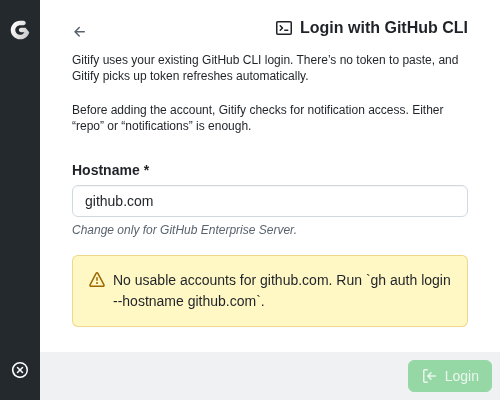 Login with GitHub CLI
Gitify uses your existing GitHub CLI login. There’s no token to paste, and
Gitify picks up token refreshes automatically.
Before adding the account, Gitify checks for notification access. Either
“repo” or “notifications” is enough.
Hostname *
github.com
Change only for GitHub Enterprise Server.
No usable accounts for github.com. Run `gh auth login
--hostname github.com`.
Login